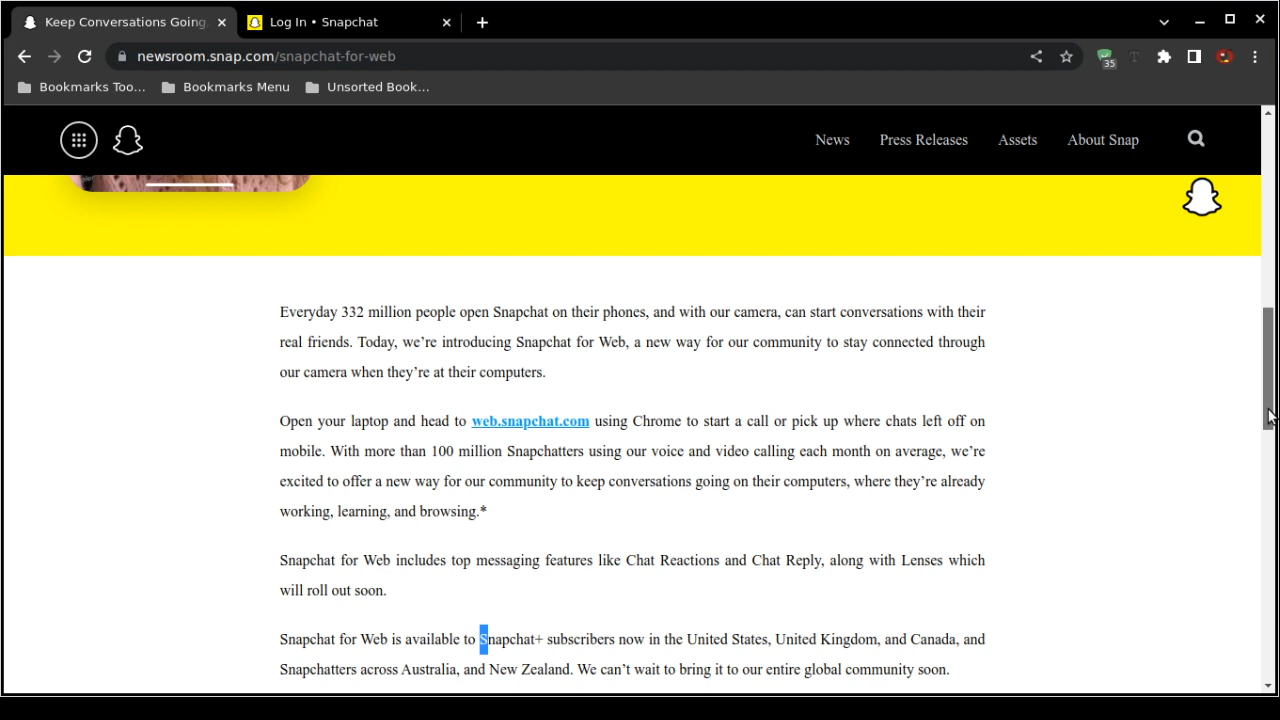 Keep Conversations Going
Log In • Snapchat
newsroom.snap.com/snapchat-for-web
35
Bookmarks Too...
Bookmarks Menu
Unsorted Book...
News
Press Releases
Assets
About Snap
Everyday 332 million people open Snapchat on their phones, and with our camera, can start conversations with their
real friends. Today, we’re introducing Snapchat for Web, a new way for our community to stay connected through
our camera when they’re at their computers.
Open your laptop and head to web.snapchat.com using Chrome to start a call or pick up where chats left off on
mobile. With more than 100 million Snapchatters using our voice and video calling each month on average, we’re
excited to offer a new way for our community to keep conversations going on their computers, where they’re already
working, learning, and browsing.*
Snapchat for Web includes top messaging features like Chat Reactions and Chat Reply, along with Lenses which
will roll out soon.
Snapchat for Web is available to Snapchat+ subscribers now in the United States, United Kingdom, and Canada, and
Snapchatters across Australia, and New Zealand. We can’t wait to bring it to our entire global community soon.